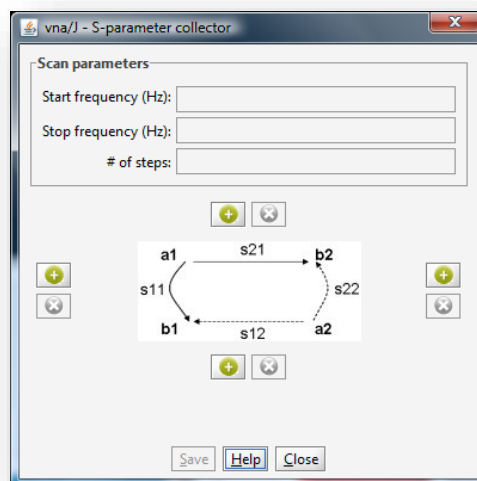 vna/J - S-parameter collector
Scan parameters
Start frequency (Hz):
Stop frequency (Hz):
# of steps:
a1 s21 b2
s11 s22
b1 s12 a2
Save Help Close